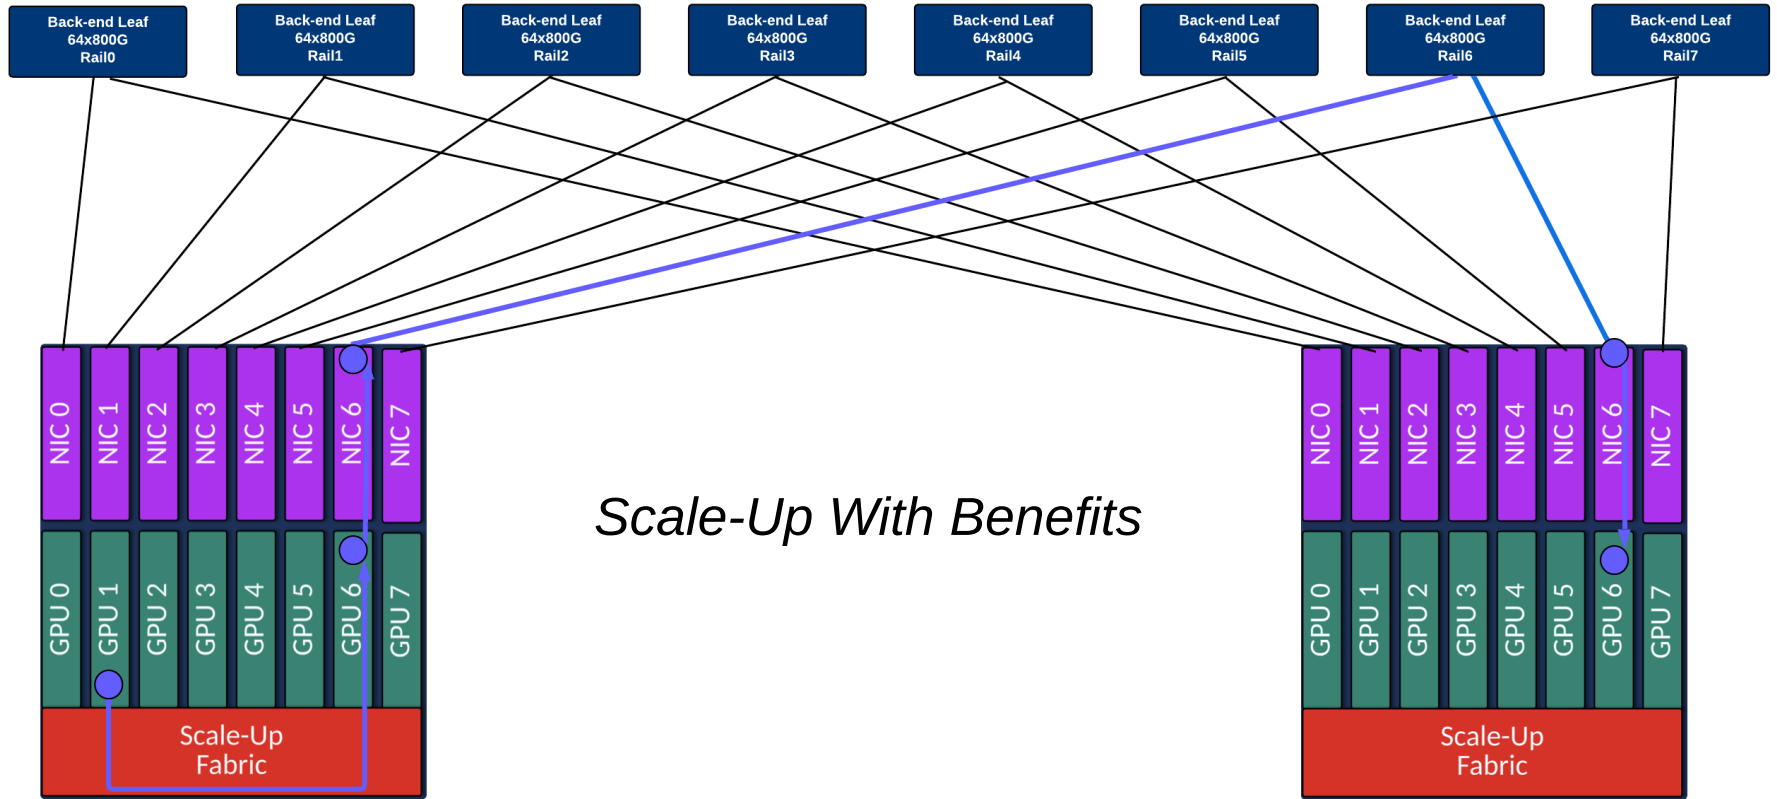 Back-end Leaf
64x800G
Rail0
Back-end Leaf
64x800G
Rail1
Back-end Leaf
64x800G
Rail2
Back-end Leaf
64x800G
Rail3
Back-end Leaf
64x800G
Rail4
Back-end Leaf
64x800G
Rail5
Back-end Leaf
64x800G
Rail6
Back-end Leaf
64x800G
Rail7
NIC 0
NIC 1
NIC 2
NIC 3
NIC 4
NIC 5
NIC 6
NIC 7
GPU 0
GPU 1
GPU 2
GPU 3
GPU 4
GPU 5
GPU 6
GPU 7
Scale-Up
Fabric
Scale-Up With Benefits
NIC 0
NIC 1
NIC 2
NIC 3
NIC 4
NIC 5
NIC 6
NIC 7
GPU 0
GPU 1
GPU 2
GPU 3
GPU 4
GPU 5
GPU 6
GPU 7
Scale-Up
Fabric